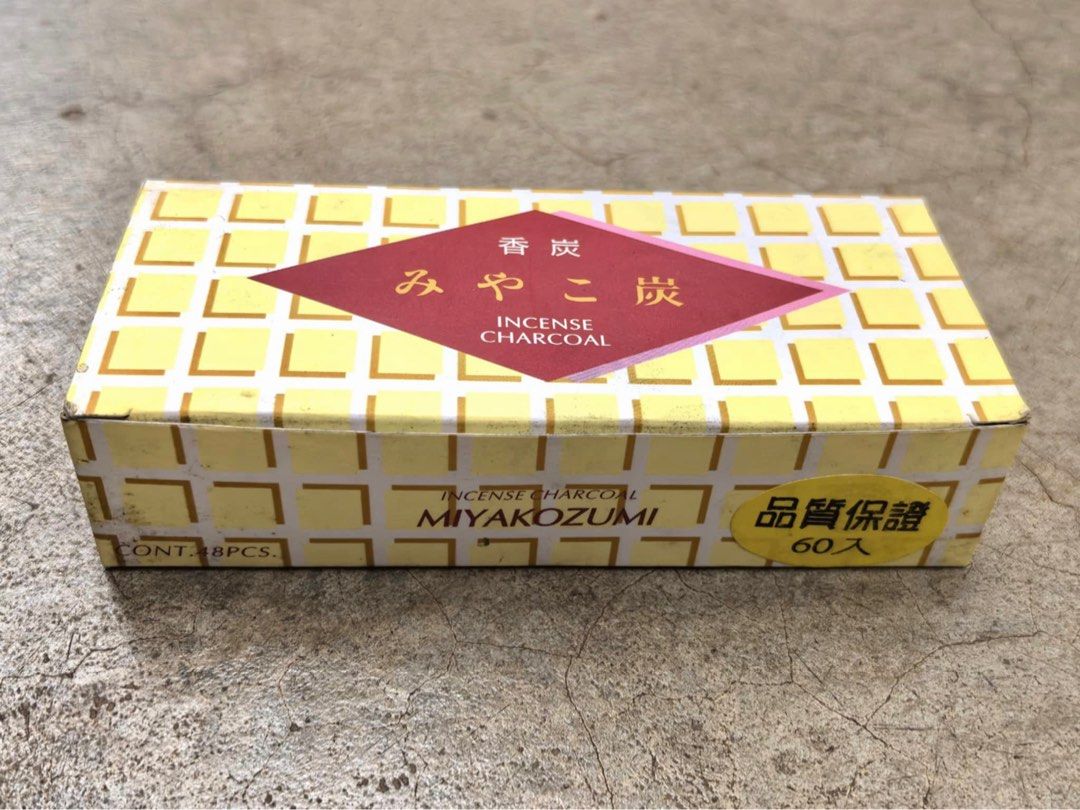 香炭
みやこ炭
INCENSE
CHARCOAL
INCENSE CHARCOAL
MIYAKOZUMI
CONT.48PCS.
品質保證
60入